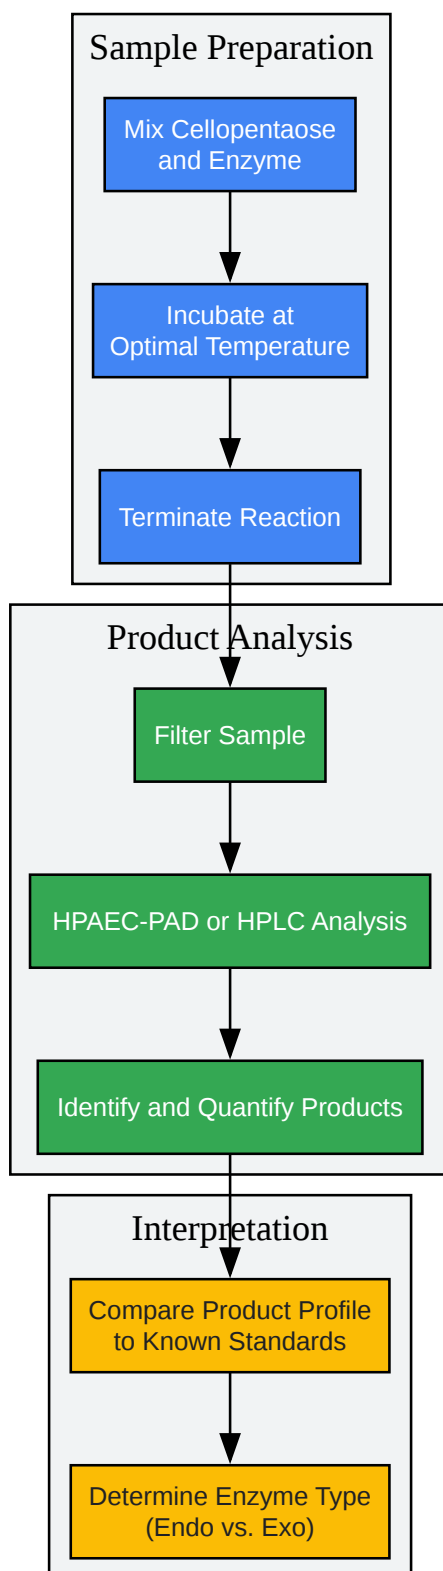 Sample Preparation
Mix Cellopentaose
and Enzyme
Incubate at
Optimal Temperature
Terminate Reaction
Product Analysis
Filter Sample
HPAEC-PAD or HPLC Analysis
Identify and Quantify Products
Interpretation
Compare Product Profile
to Known Standards
Determine Enzyme Type
(Endo vs. Exo)